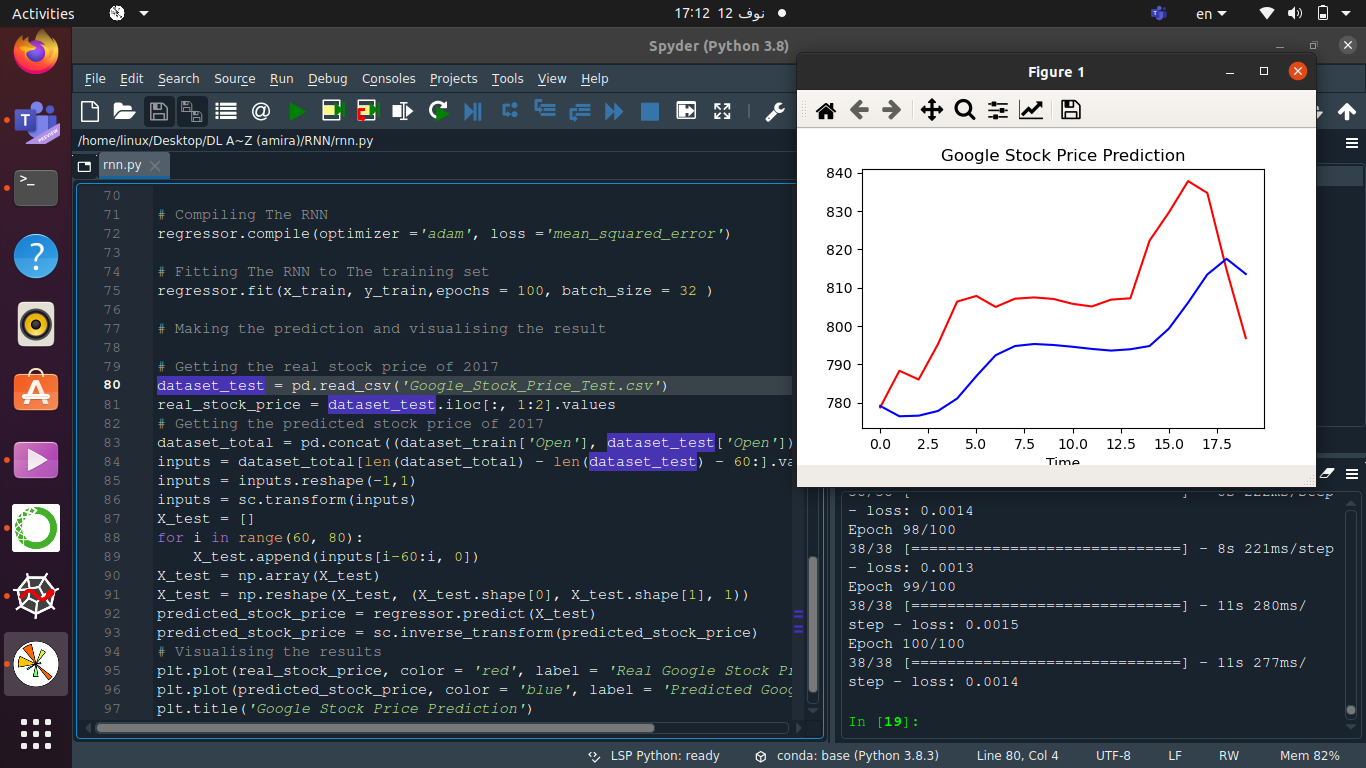 Activities
17:12 12 نوف
en
Spyder (Python 3.8)
File Edit Search Source Run Debug Consoles Projects Tools View Help
/home/linux/Desktop/DL A~Z (amira)/RNN/rnn.py
rnn.py
70
71 # Compiling The RNN
72 regressor.compile(optimizer ='adam', loss ='mean_squared_error')
73
74 # Fitting The RNN to The training set
75 regressor.fit(x_train, y_train,epochs = 100, batch_size = 32 )
76
77 # Making the prediction and visualising the result
78
79 # Getting the real stock price of 2017
80 dataset_test = pd.read_csv('Google_Stock_Price_Test.csv')
81 real_stock_price = dataset_test.iloc[:, 1:2].values
82 # Getting the predicted stock price of 2017
83 dataset_total = pd.concat((dataset_train['Open'], dataset_test['Open'])
84 inputs = dataset_total[len(dataset_total) - len(dataset_test) - 60:].va
85 inputs = inputs.reshape(-1,1)
86 inputs = sc.transform(inputs)
87 X_test = []
88 for i in range(60, 80):
89 X_test.append(inputs[i-60:i, 0])
90 X_test = np.array(X_test)
91 X_test = np.reshape(X_test, (X_test.shape[0], X_test.shape[1], 1))
92 predicted_stock_price = regressor.predict(X_test)
93 predicted_stock_price = sc.inverse_transform(predicted_stock_price)
94 # Visualising the results
95 plt.plot(real_stock_price, color = 'red', label = 'Real Google Stock Pr
96 plt.plot(predicted_stock_price, color = 'blue', label = 'Predicted Goog
97 plt.title('Google Stock Price Prediction')
Figure 1
Google Stock Price Prediction
840
830
820
810
800
790
780
0.0 2.5 5.0 7.5 10.0 12.5 15.0 17.5
Time
- loss: 0.0014
Epoch 98/100
38/38 [==============================] - 8s 221ms/step
- loss: 0.0013
Epoch 99/100
38/38 [==============================] - 11s 280ms/
step - loss: 0.0015
Epoch 100/100
38/38 [==============================] - 11s 277ms/
step - loss: 0.0014
In [19]:
LSP Python: ready conda: base (Python 3.8.3) Line 80, Col 4 UTF-8 LF RW Mem 82%